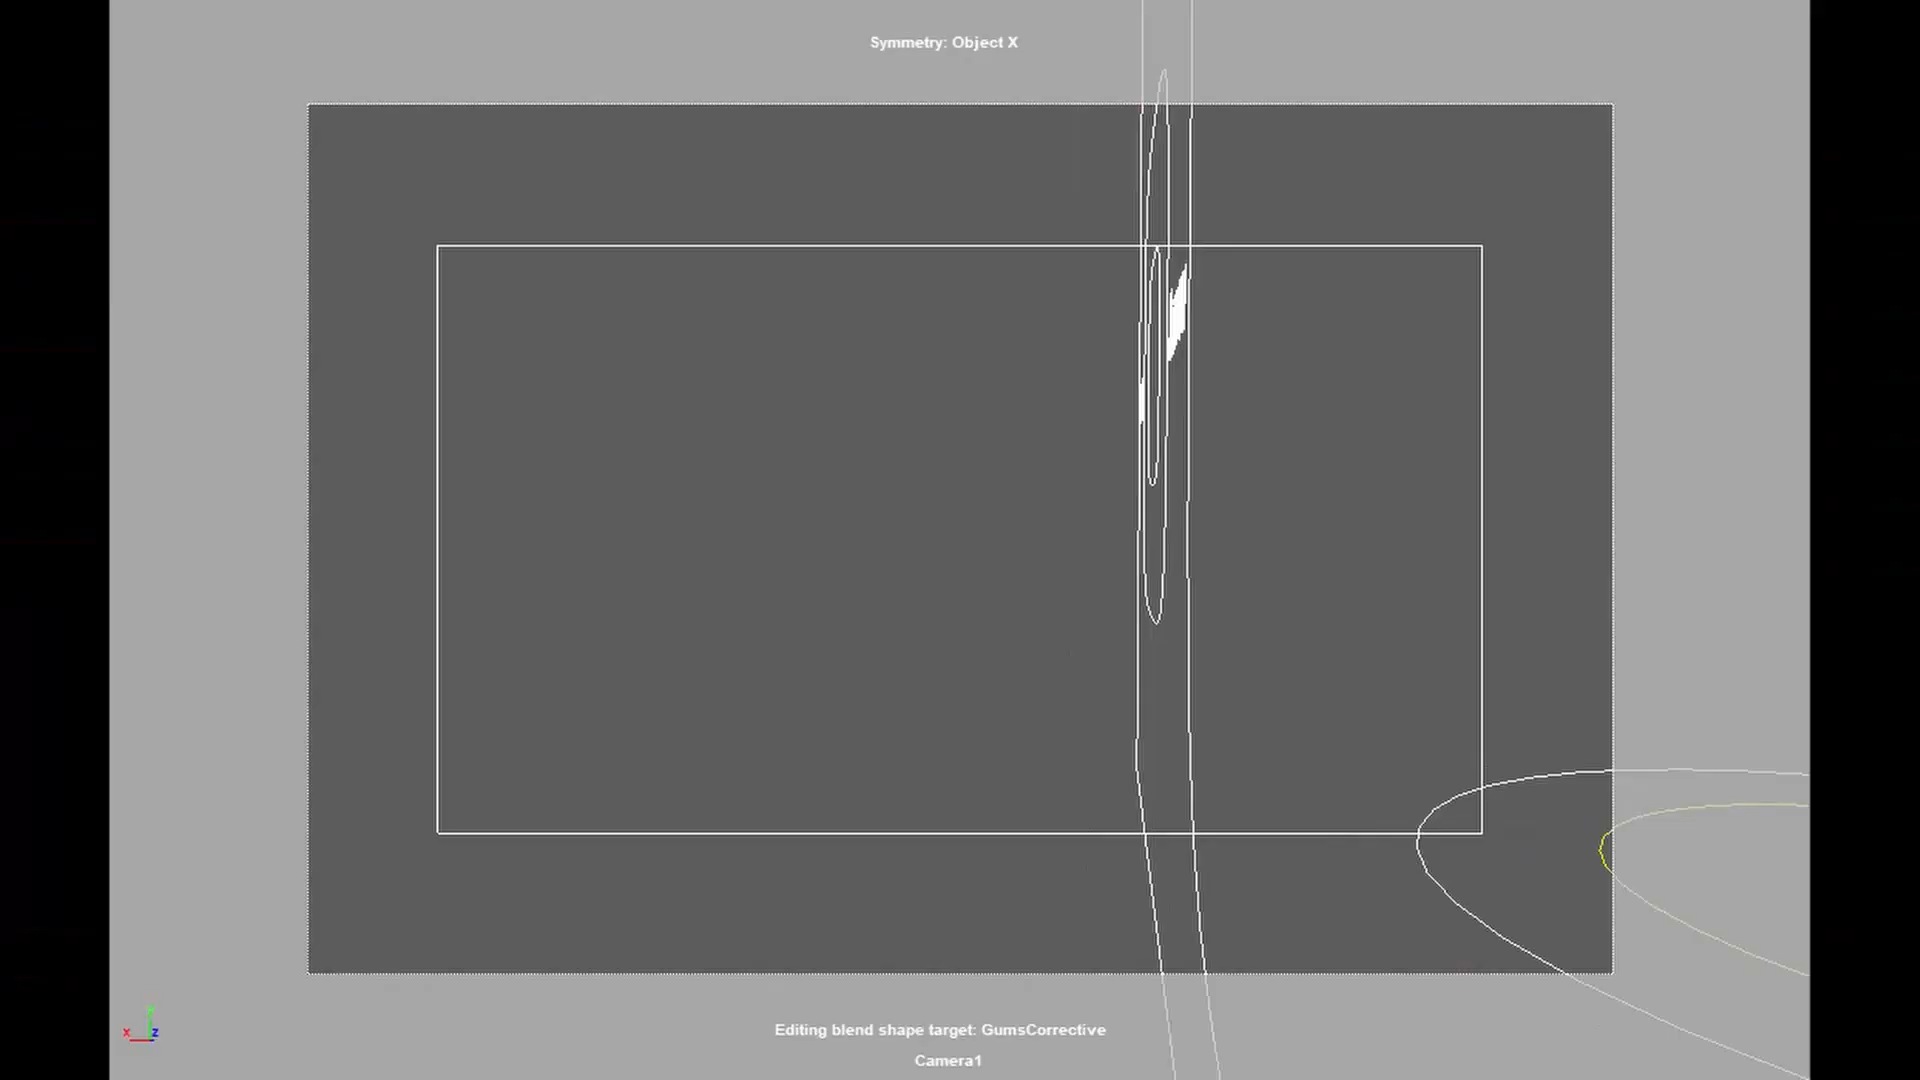 Symmetry: Object X
x z
Editing blend shape target: GumsCorrective
Camera1